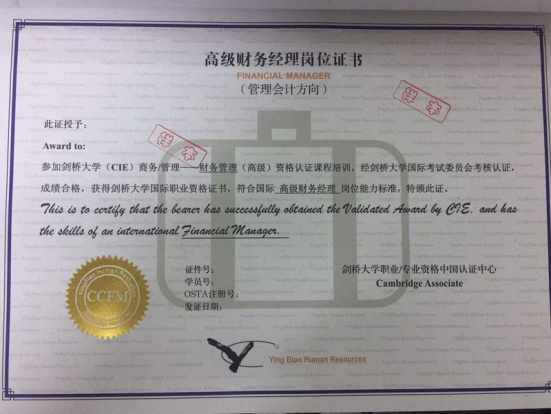 高级财务经理岗位证书
FINANCIAL MANAGER
（管理会计方向）
样本
样本
此证授予：
Award to:
参加剑桥大学（CIE）商务/管理——财务管理（高级）资格认证课程培训，经剑桥大学国际考试委员会考核认证，
成绩合格，获得剑桥大学国际职业资格证书，符合国际 高级财务经理 岗位能力标准，特颁此证。
This is to certify that the bearer has successfully obtained the Validated Award by CIE, and has
the skills of an international Financial Manager.
证件号：
学员号：
OSTA注册号：
发证日期：
剑桥大学职业/专业资格中国认证中心
Cambridge Associate
CCFM
Ying Biao Human Resources